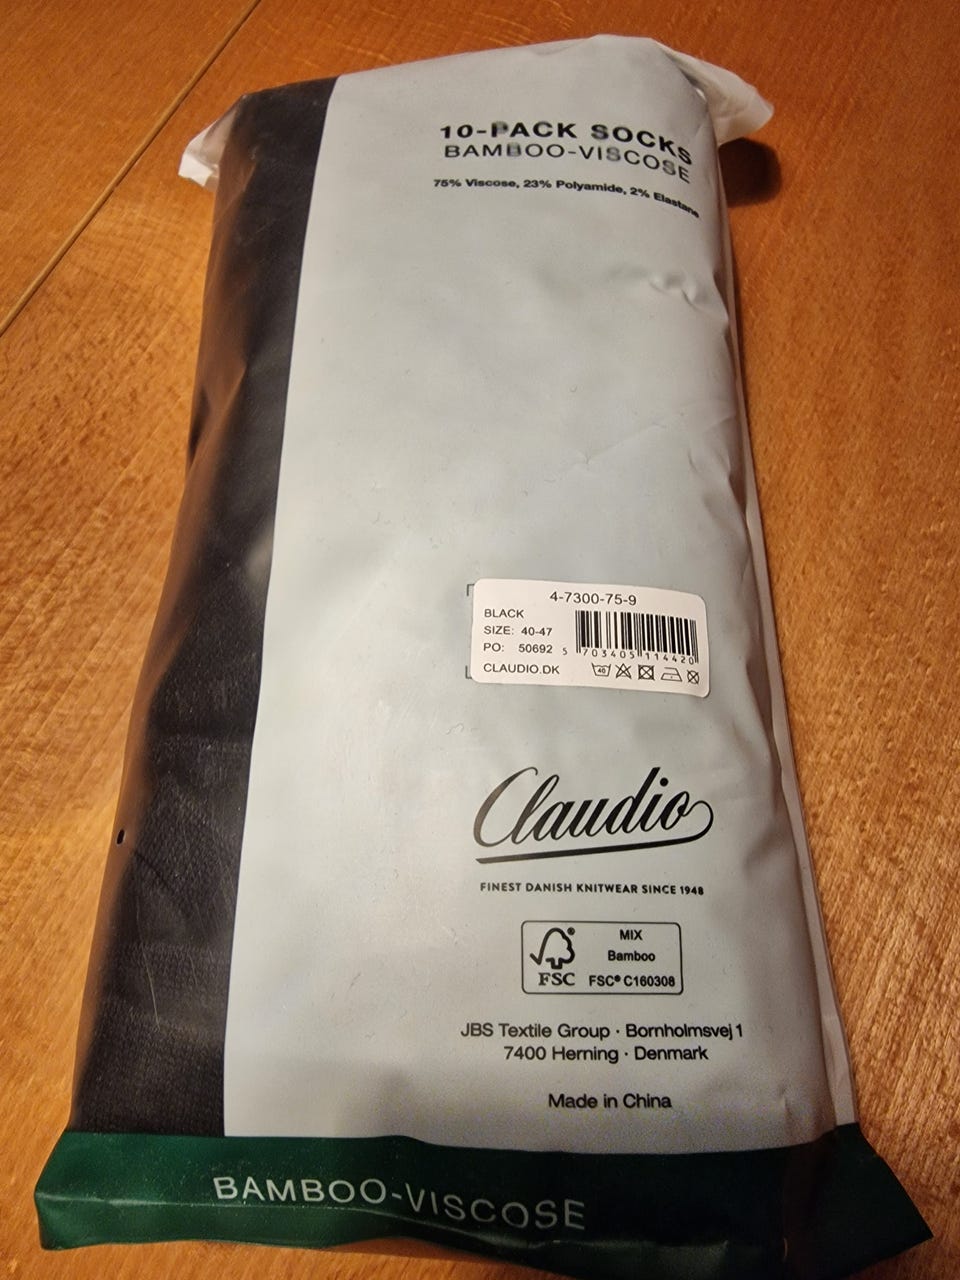 10-PACK SOCKS
BAMBOO-VISCOSE
75% Viscose, 23% Polyamide, 2% Elastane
4-7300-75-9
BLACK
SIZE: 40-47
PO: 50692
5 703405 114420
CLAUDIO.DK
40
Claudio
FINEST DANISH KNITWEAR SINCE 1948
MIX
Bamboo
FSC® C160308
FSC
JBS Textile Group · Bornholmsvej 1
7400 Herning · Denmark
Made in China
BAMBOO-VISCOSE